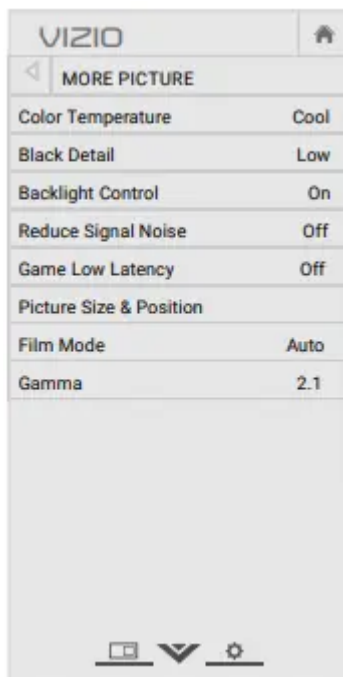 VIZIO
MORE PICTURE
Color Temperature Cool
Black Detail Low
Backlight Control On
Reduce Signal Noise Off
Game Low Latency Off
Picture Size & Position
Film Mode Auto
Gamma 2.1